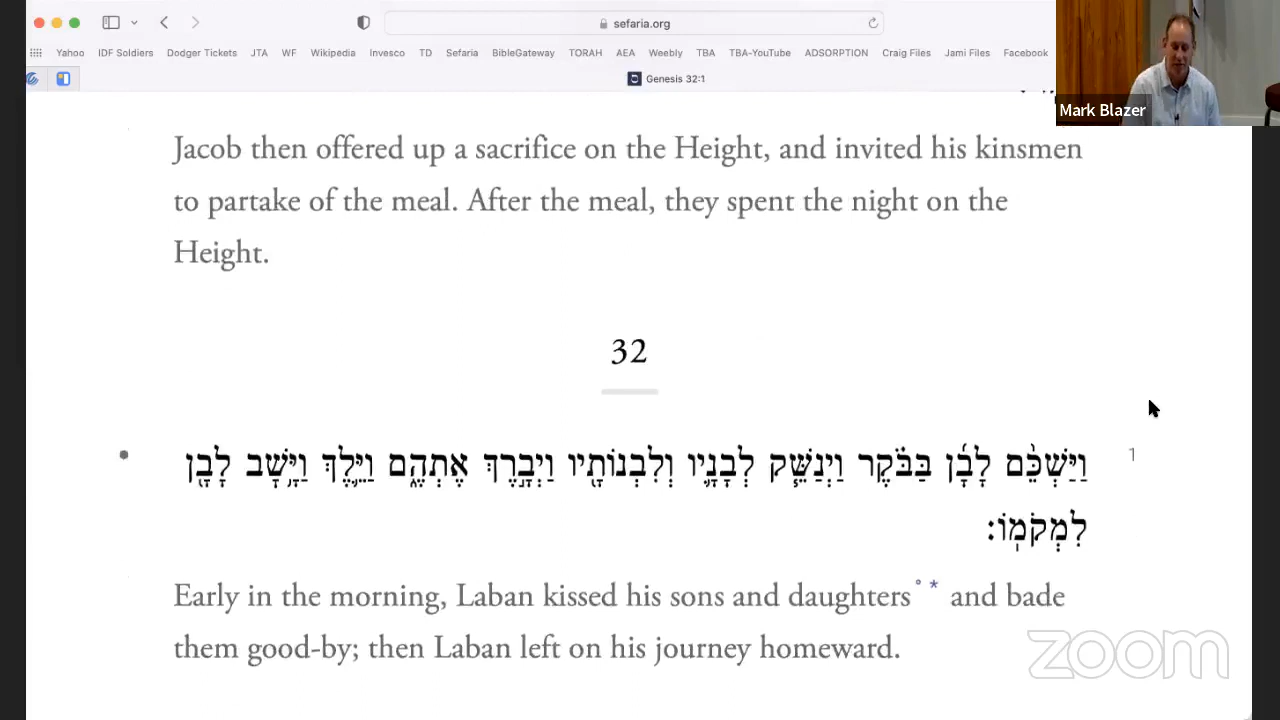 sefaria.org
Yahoo IDF Soldiers Dodger Tickets JTA WF Wikipedia Invesco TD Sefaria BibleGateway TORAH AEA Weebly TBA TBA-YouTube ADSORPTION Craig Files Jami Files Facebook
Genesis 32:1
Mark Blazer
Jacob then offered up a sacrifice on the Height, and invited his kinsmen
to partake of the meal. After the meal, they spent the night on the
Height.
32
1
וַיַּשְׁכֵּ֨ם לָבָ֜ן בַּבֹּ֗קֶר וַיְנַשֵּׁ֧ק לְבָנָ֛יו וְלִבְנוֹתָ֖יו וַיְבָ֣רֶךְ אֶתְהֶ֑ם וַיֵּ֛לֶךְ וַיָּ֥שׇׁב לָבָ֖ן
לִמְקֹמֽוֹ׃
Early in the morning, Laban kissed his sons and daughters° * and bade
them good-by; then Laban left on his journey homeward.
zoom